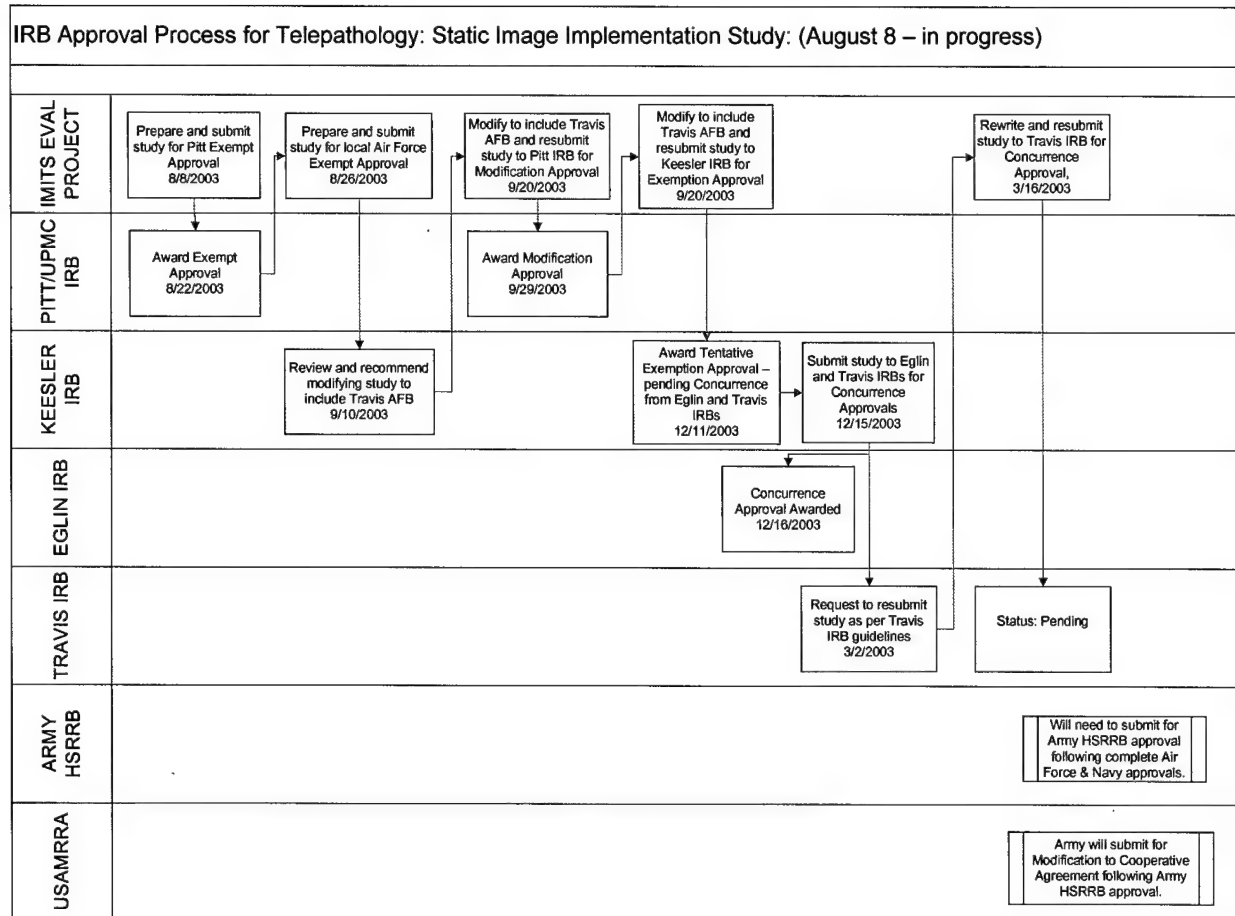 IRB Approval Process for Telepathology: Static Image Implementation Study: (August 8 – in progress)
IMITS EVAL
PROJECT
Prepare and submit
study for Pitt Exempt
Approval
8/8/2003
Prepare and submit
study for local Air Force
Exempt Approval
8/26/2003
Modify to include Travis
AFB and resubmit
study to Pitt IRB for
Modification Approval
9/20/2003
Modify to include
Travis AFB and
resubmit study to
Keesler IRB for
Exemption Approval
9/20/2003
Rewrite and resubmit
study to Travis IRB for
Concurrence
Approval,
3/16/2003
PITT/UPMC
IRB
Award Exempt
Approval
8/22/2003
Award Modification
Approval
9/29/2003
KEESLER
IRB
Review and recommend
modifying study to
include Travis AFB
9/10/2003
Award Tentative
Exemption Approval –
pending Concurrence
from Eglin and Travis
IRBs
12/11/2003
Submit study to Eglin
and Travis IRBs for
Concurrence
Approvals
12/15/2003
EGLIN IRB
Concurrence
Approval Awarded
12/16/2003
TRAVIS IRB
Request to resubmit
study as per Travis
IRB guidelines
3/2/2003
Status: Pending
ARMY
HSRRB
Will need to submit for
Army HSRRB approval
following complete Air
Force & Navy approvals.
USAMRRA
Army will submit for
Modification to Cooperative
Agreement following Army
HSRRB approval.